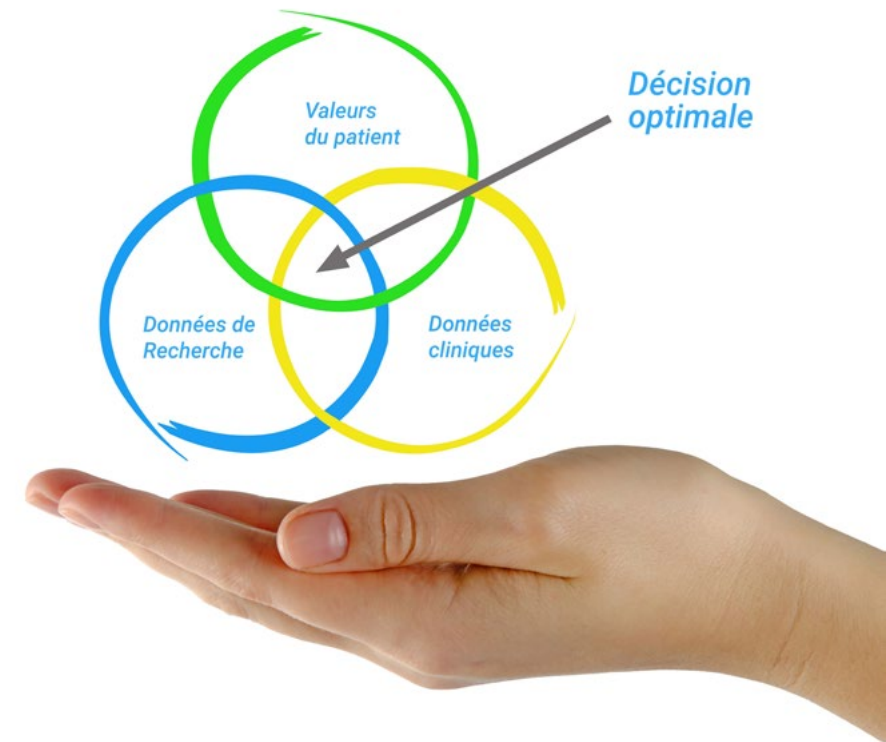 Valeurs
du patient
Décision
optimale
Données de
Recherche
Données
cliniques